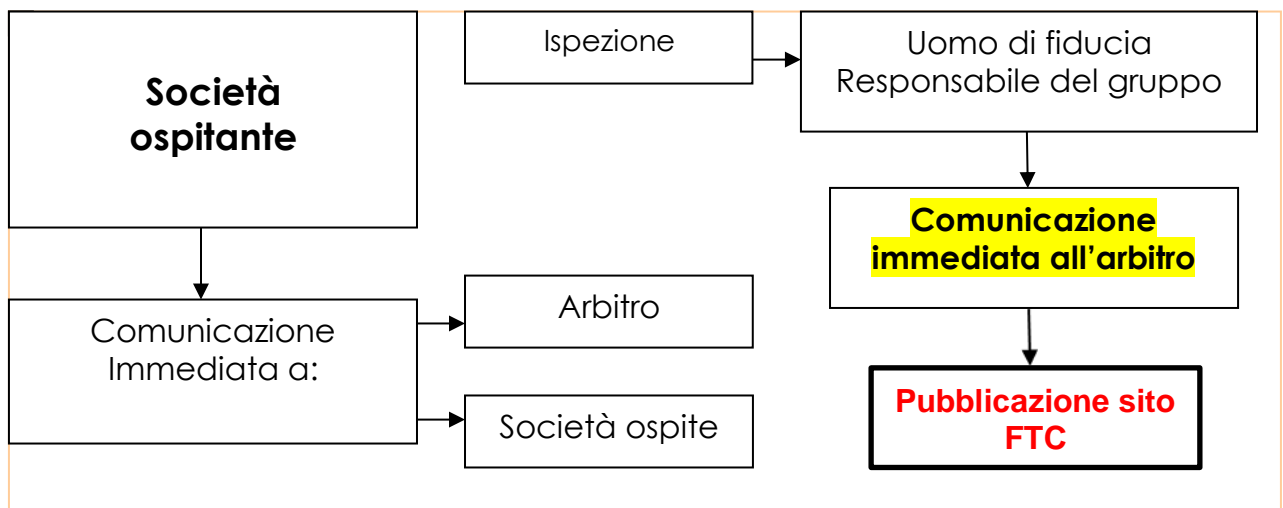 Società
ospitante
Ispezione
Uomo di fiducia
Responsabile del gruppo
Comunicazione
immediata all’arbitro
Comunicazione
Immediata a:
Arbitro
Società ospite
Pubblicazione sito
FTC